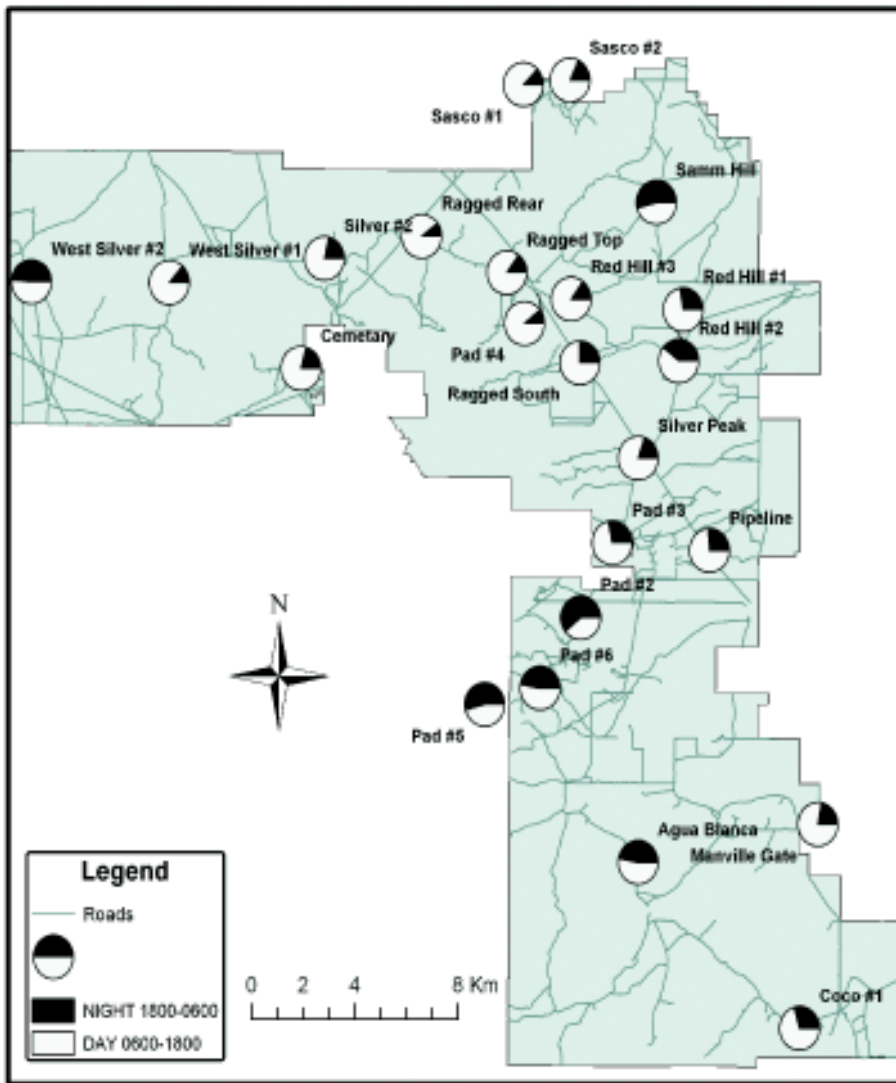 Sasco #2
Sasco #1
Samm Hill
Ragged Rear
Silver #2
Ragged Top
West Silver #2
West Silver #1
Red Hill #3
Red Hill #1
Red Hill #2
Cemetary
Pad #4
Ragged South
Silver Peak
Pad #3
Pipeline
N
Pad #2
Pad #6
Pad #5
Agua Blanca
Manville Gate
Legend
Roads
NIGHT 1800-0600
DAY 0600-1800
0 2 4 8 Km
Coco #1